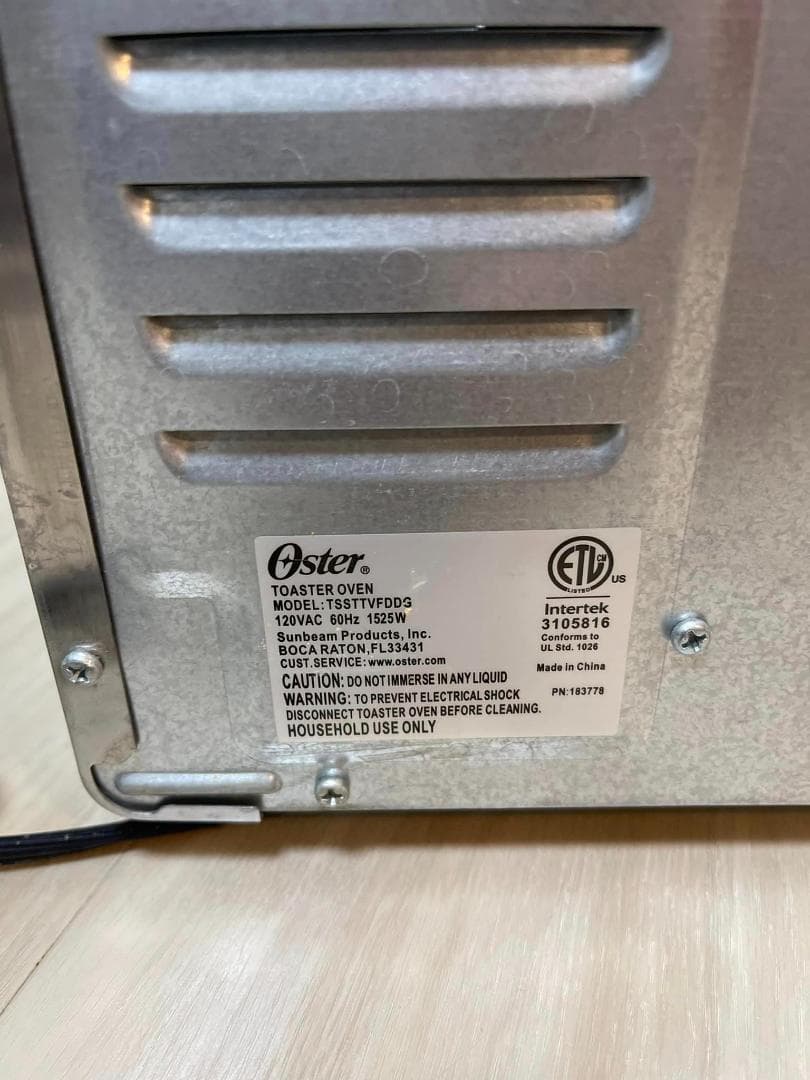 Oster®
TOASTER OVEN
MODEL: TSSTTVFDDG
120VAC 60Hz 1525W
Sunbeam Products, Inc.
BOCA RATON,FL33431
CUST.SERVICE: www.oster.com
CAUTION: DO NOT IMMERSE IN ANY LIQUID
WARNING: TO PREVENT ELECTRICAL SHOCK
DISCONNECT TOASTER OVEN BEFORE CLEANING.
HOUSEHOLD USE ONLY
ETL CM
LISTED US
Intertek
3105816
Conforms to
UL Std. 1026
Made in China
PN:183778